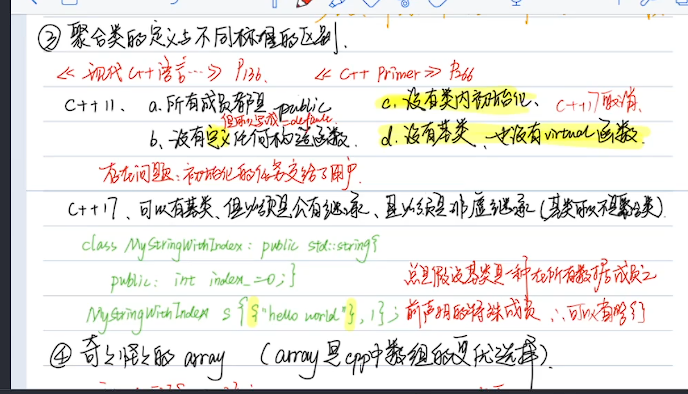 ③ 聚合类的定义与不同标准的区别.
《现代C++语言…》P136. 《C++ Primer》P266
C++11. a. 所有成员都是 public c. 没有类内初始化、C++17取消.
但可以写成=default
b. 没有定义任何构造函数. d. 没有基类、也没有virtual函数.
存在问题:初始化的任务交给了用户.
C++17、可以有基类、但必须是公有继承、且必须是非虚继承(基类可以不是聚合类).
class MyStringWithIndex: public std::string{
public: int index_=0;}
MyStringWithIndex s {{"hello world"}, 1};
总是假设基类是一种在所有数据成员之
前声明的特殊成员 ∴可以省略{}
④ 奇奇怪怪的 array (array是cpp中数组的更优选择).